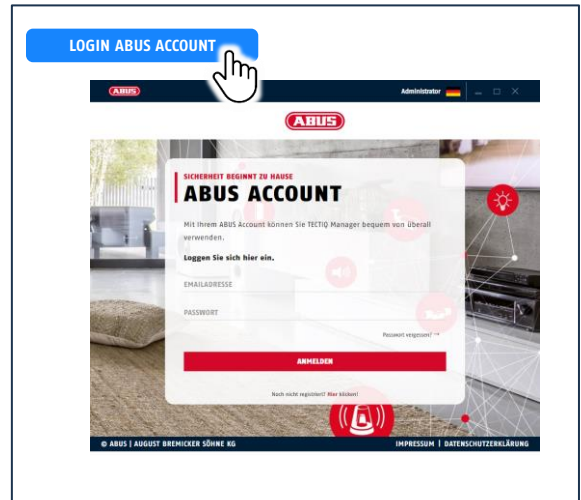 LOGIN ABUS ACCOUNT
ABUS
Administrator
ABUS
SICHERHEIT BEGINNT ZU HAUSE
ABUS ACCOUNT
Mit Ihrem ABUS Account können Sie TECTIQ Manager bequem von überall
verwenden.
Loggen Sie sich hier ein.
EMAILADRESSE
PASSWORT
Passwort vergessen? →
ANMELDEN
Noch nicht registriert? Hier klicken!
© ABUS | AUGUST BREMICKER SÖHNE KG
IMPRESSUM | DATENSCHUTZERKLÄRUNG